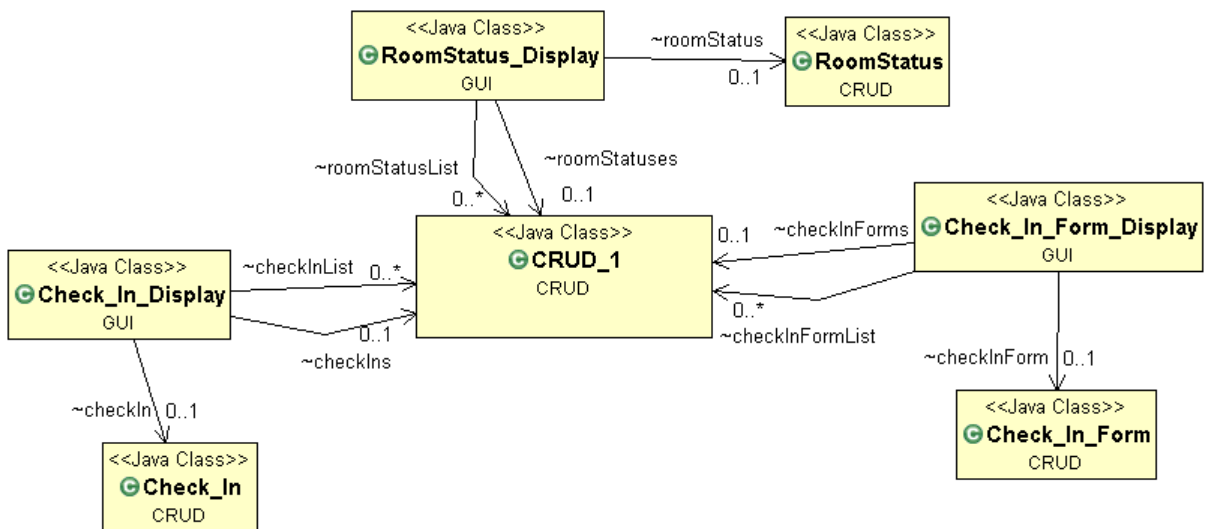 <<Java Class>>
RoomStatus_Display
GUI
~roomStatus
0..1
<<Java Class>>
RoomStatus
CRUD
~roomStatusList
0..*
~roomStatuses
0..1
<<Java Class>>
CRUD_1
CRUD
<<Java Class>>
Check_In_Form_Display
GUI
0..1
~checkInForms
0..*
~checkInFormList
<<Java Class>>
Check_In_Display
GUI
~checkInList
0..*
0..1
~checkIns
~checkInForm
0..1
<<Java Class>>
Check_In_Form
CRUD
~checkIn
0..1
<<Java Class>>
Check_In
CRUD